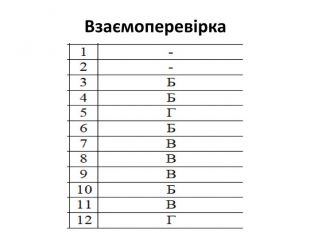 Взаємоперевірка
1 -
2 -
3 Б
4 Б
5 Г
6 Б
7 В
8 В
9 В
10 Б
11 В
12 Г